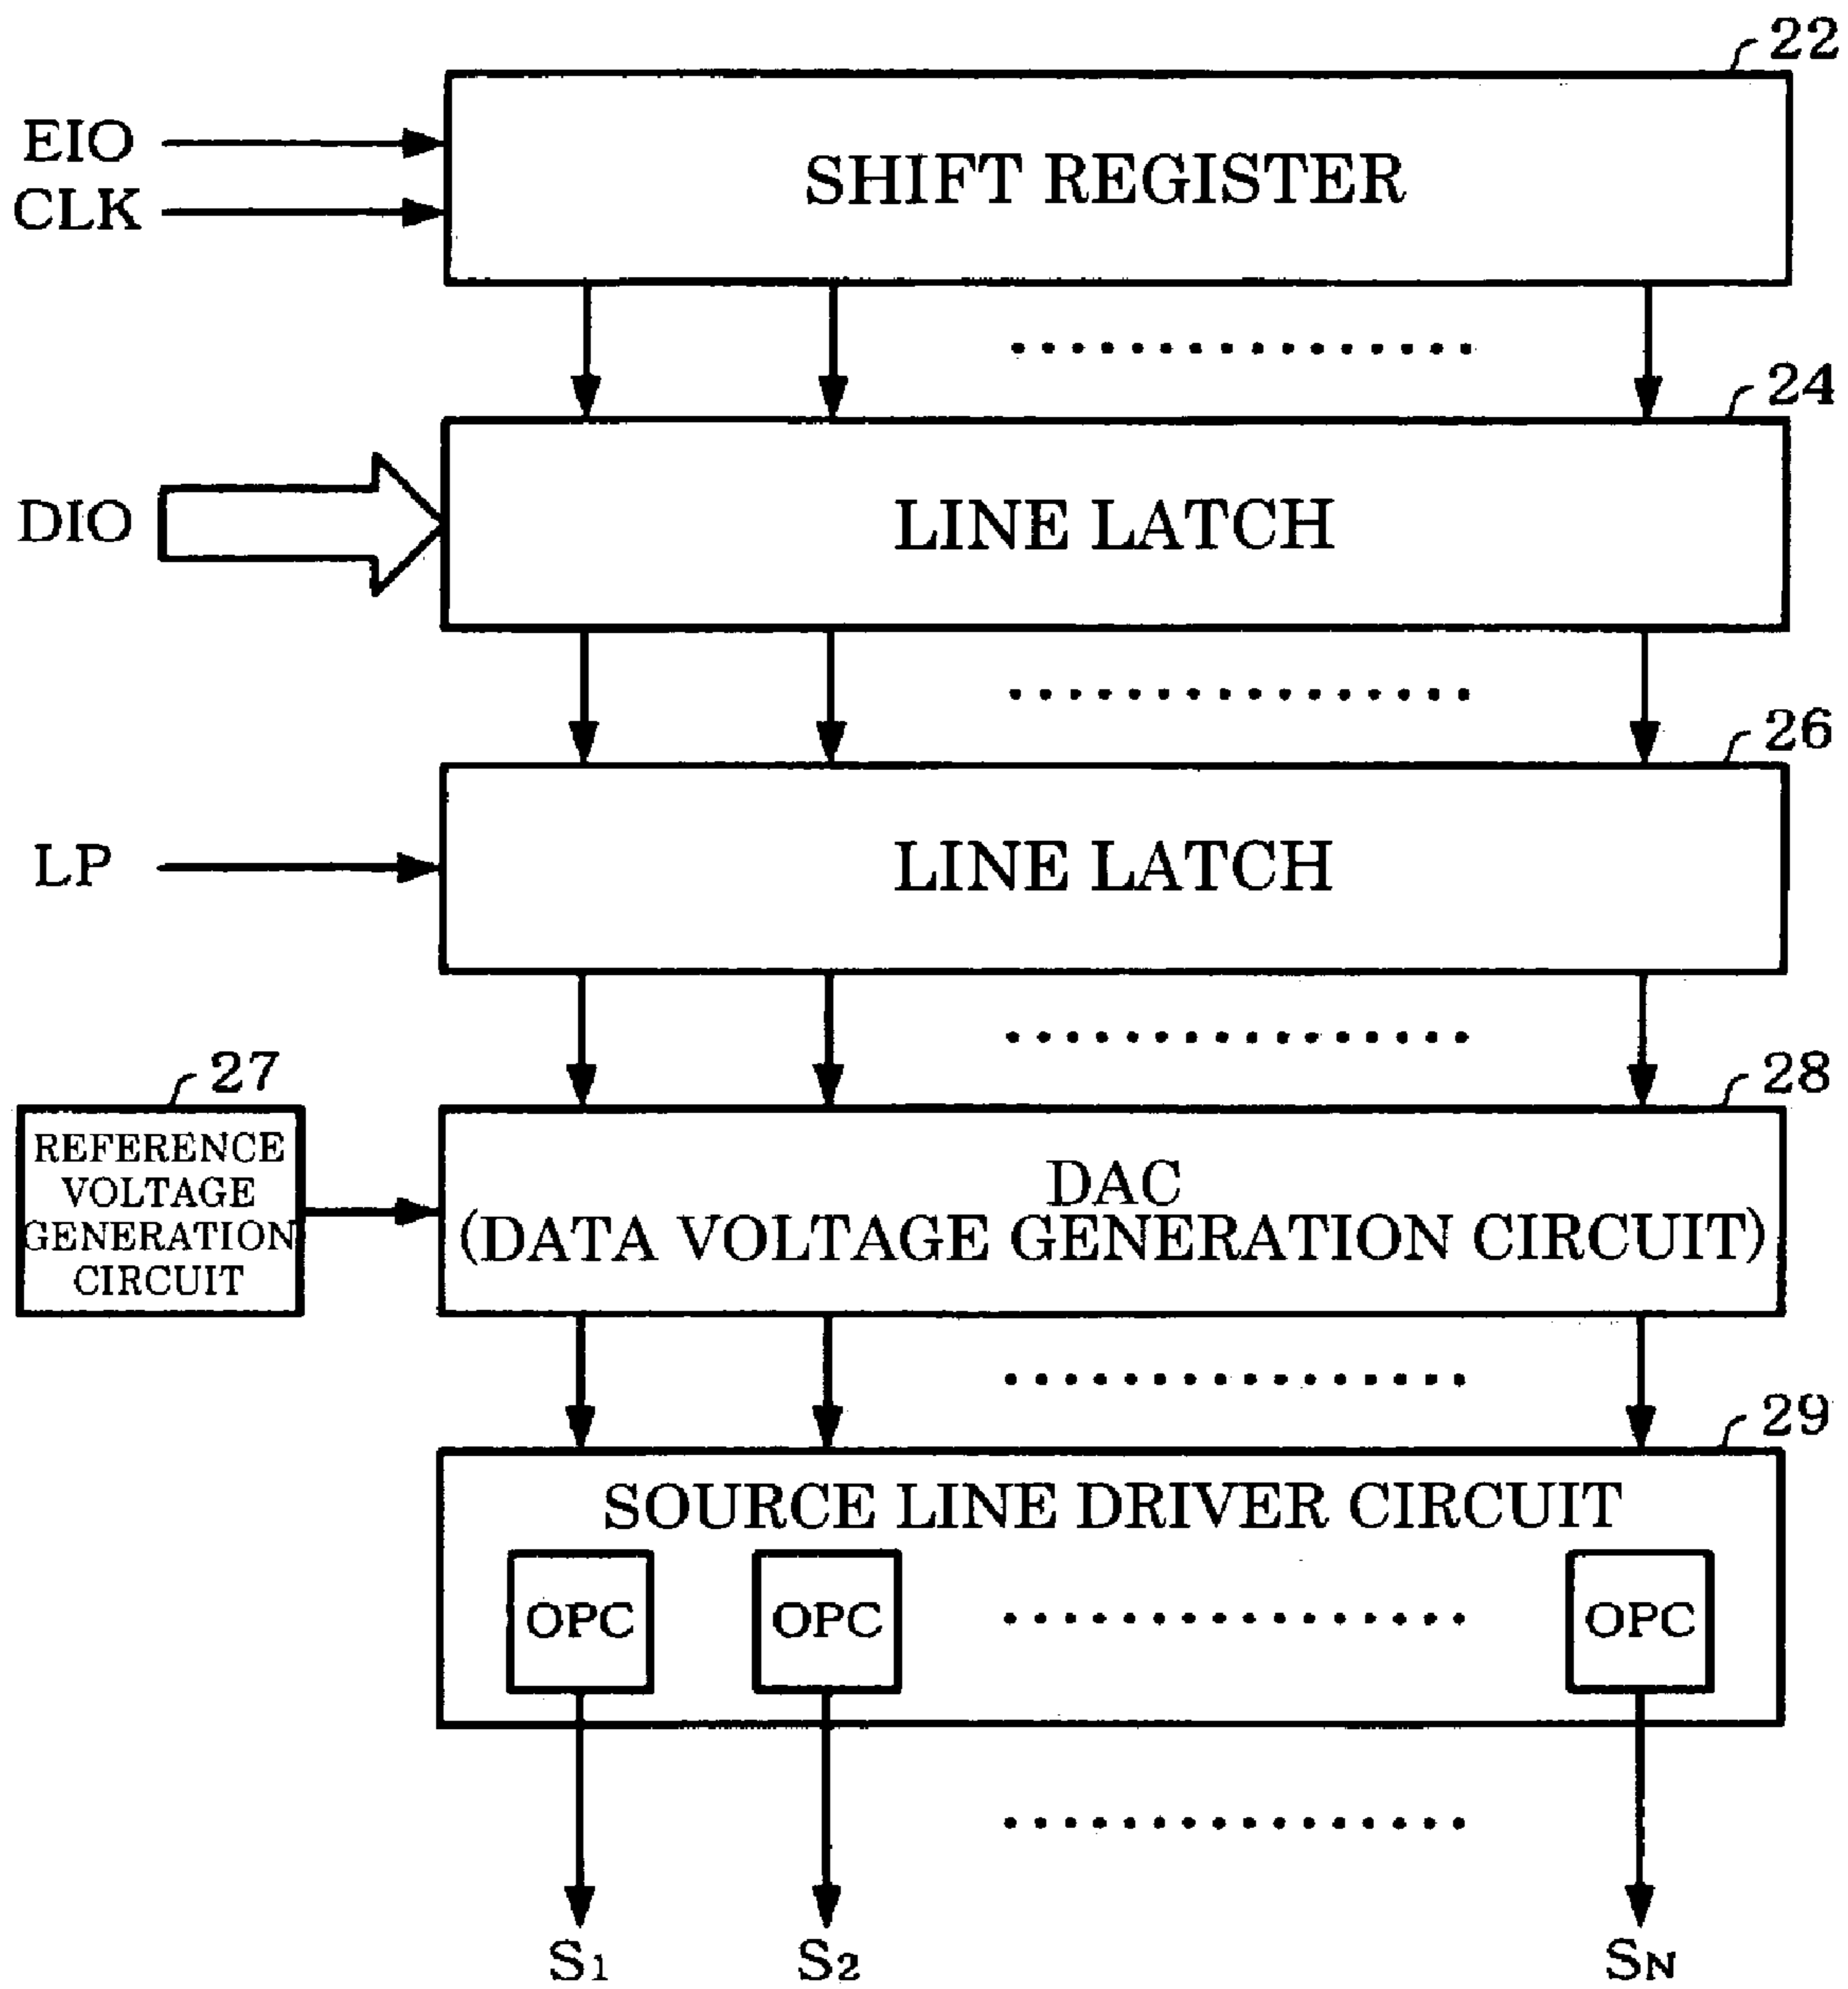 22
EIO
CLK
SHIFT REGISTER
24
DIO
LINE LATCH
26
LP
LINE LATCH
27
28
REFERENCE
VOLTAGE
GENERATION
CIRCUIT
DAC
(DATA VOLTAGE GENERATION CIRCUIT)
29
SOURCE LINE DRIVER CIRCUIT
OPC OPC OPC
S1 S2 SN